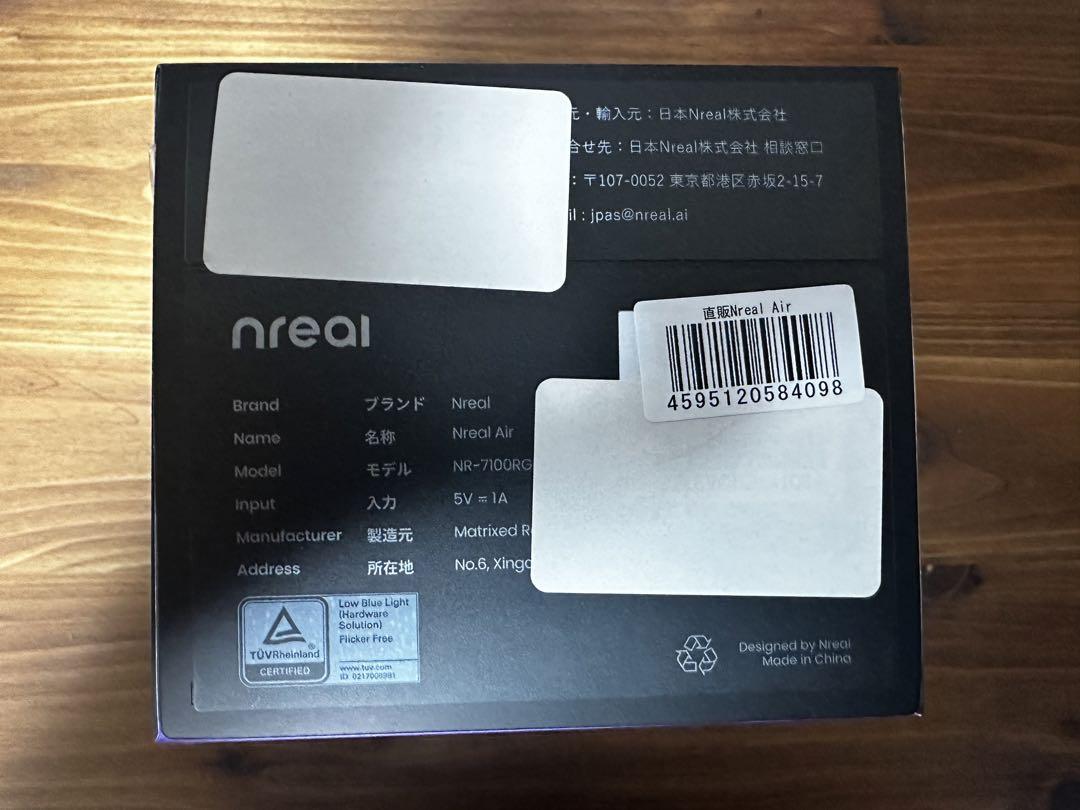 元・輸入元：日本Nreal株式会社
合せ先：日本Nreal株式会社 相談窓口
：〒107-0052 東京都港区赤坂2-15-7
il : jpas@nreal.ai
nreal
直販Nreal Air
4595120584098
Brand ブランド Nreal
Name 名称 Nreal Air
Model モデル NR-7100RG
Input 入力 5V ⎓ 1A
Manufacturer 製造元 Matrixed R
Address 所在地 No.6, Xing
TÜVRheinland®
CERTIFIED
Low Blue Light
(Hardware
Solution)
Flicker Free
www.tuv.com
ID 0217008981
Designed by Nreal
Made in China